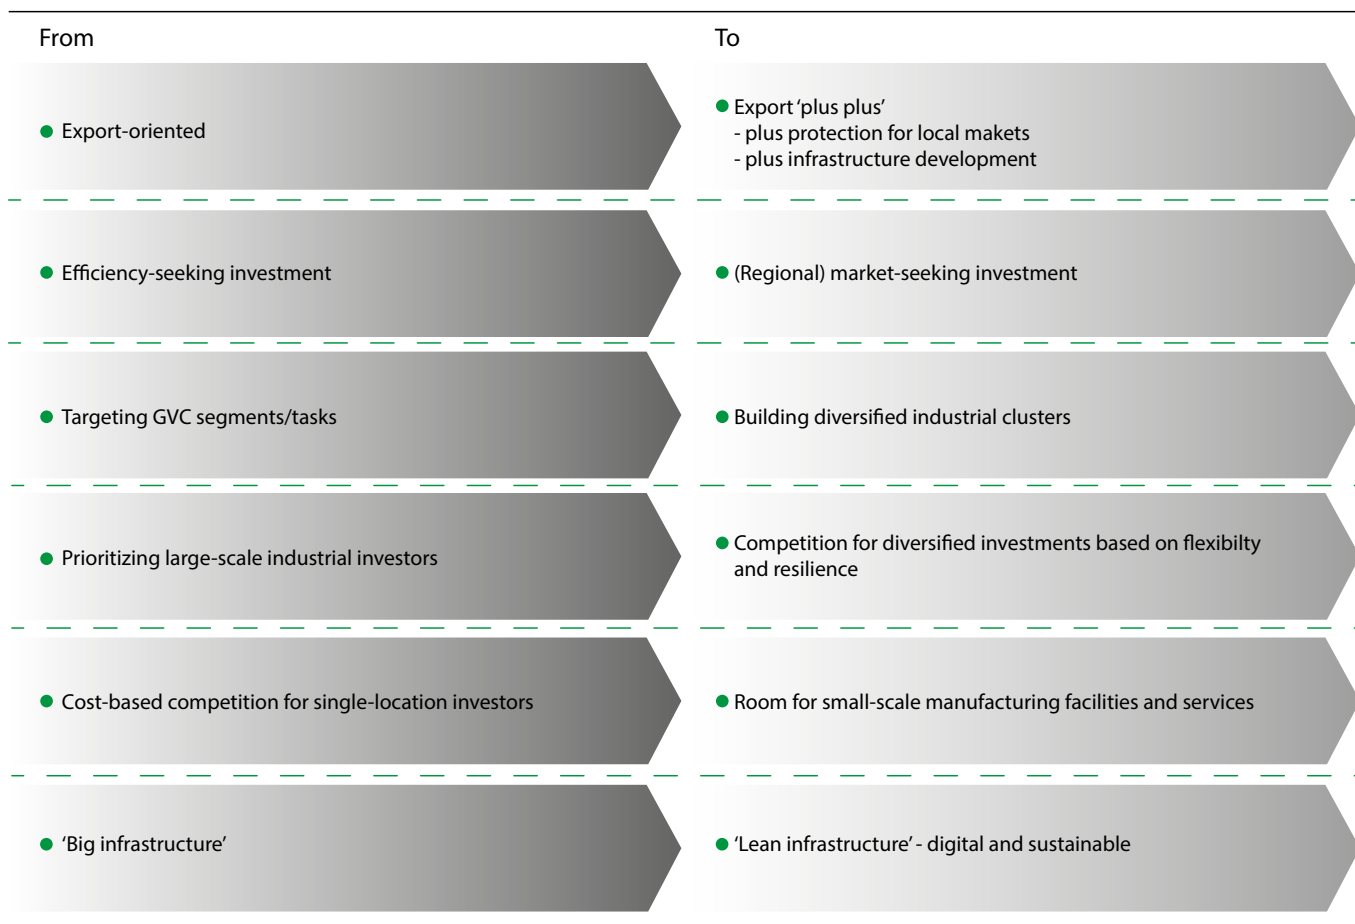 From
To
Export-oriented
Export ‘plus plus’
- plus protection for local makets
- plus infrastructure development
Efficiency-seeking investment
(Regional) market-seeking investment
Targeting GVC segments/tasks
Building diversified industrial clusters
Prioritizing large-scale industrial investors
Competition for diversified investments based on flexibilty
and resilience
Cost-based competition for single-location investors
Room for small-scale manufacturing facilities and services
‘Big infrastructure’
‘Lean infrastructure’ - digital and sustainable